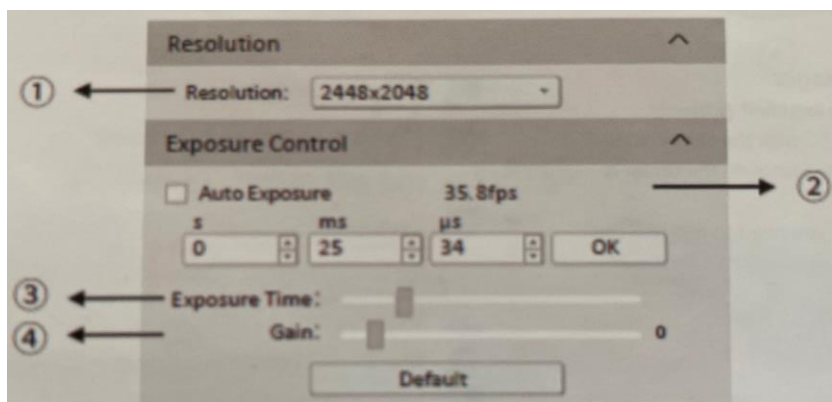 Resolution
① Resolution: 2448x2048
Exposure Control
Auto Exposure 35.8fps ②
s ms μs
0 25 34 OK
③ Exposure Time:
④ Gain: 0
Default